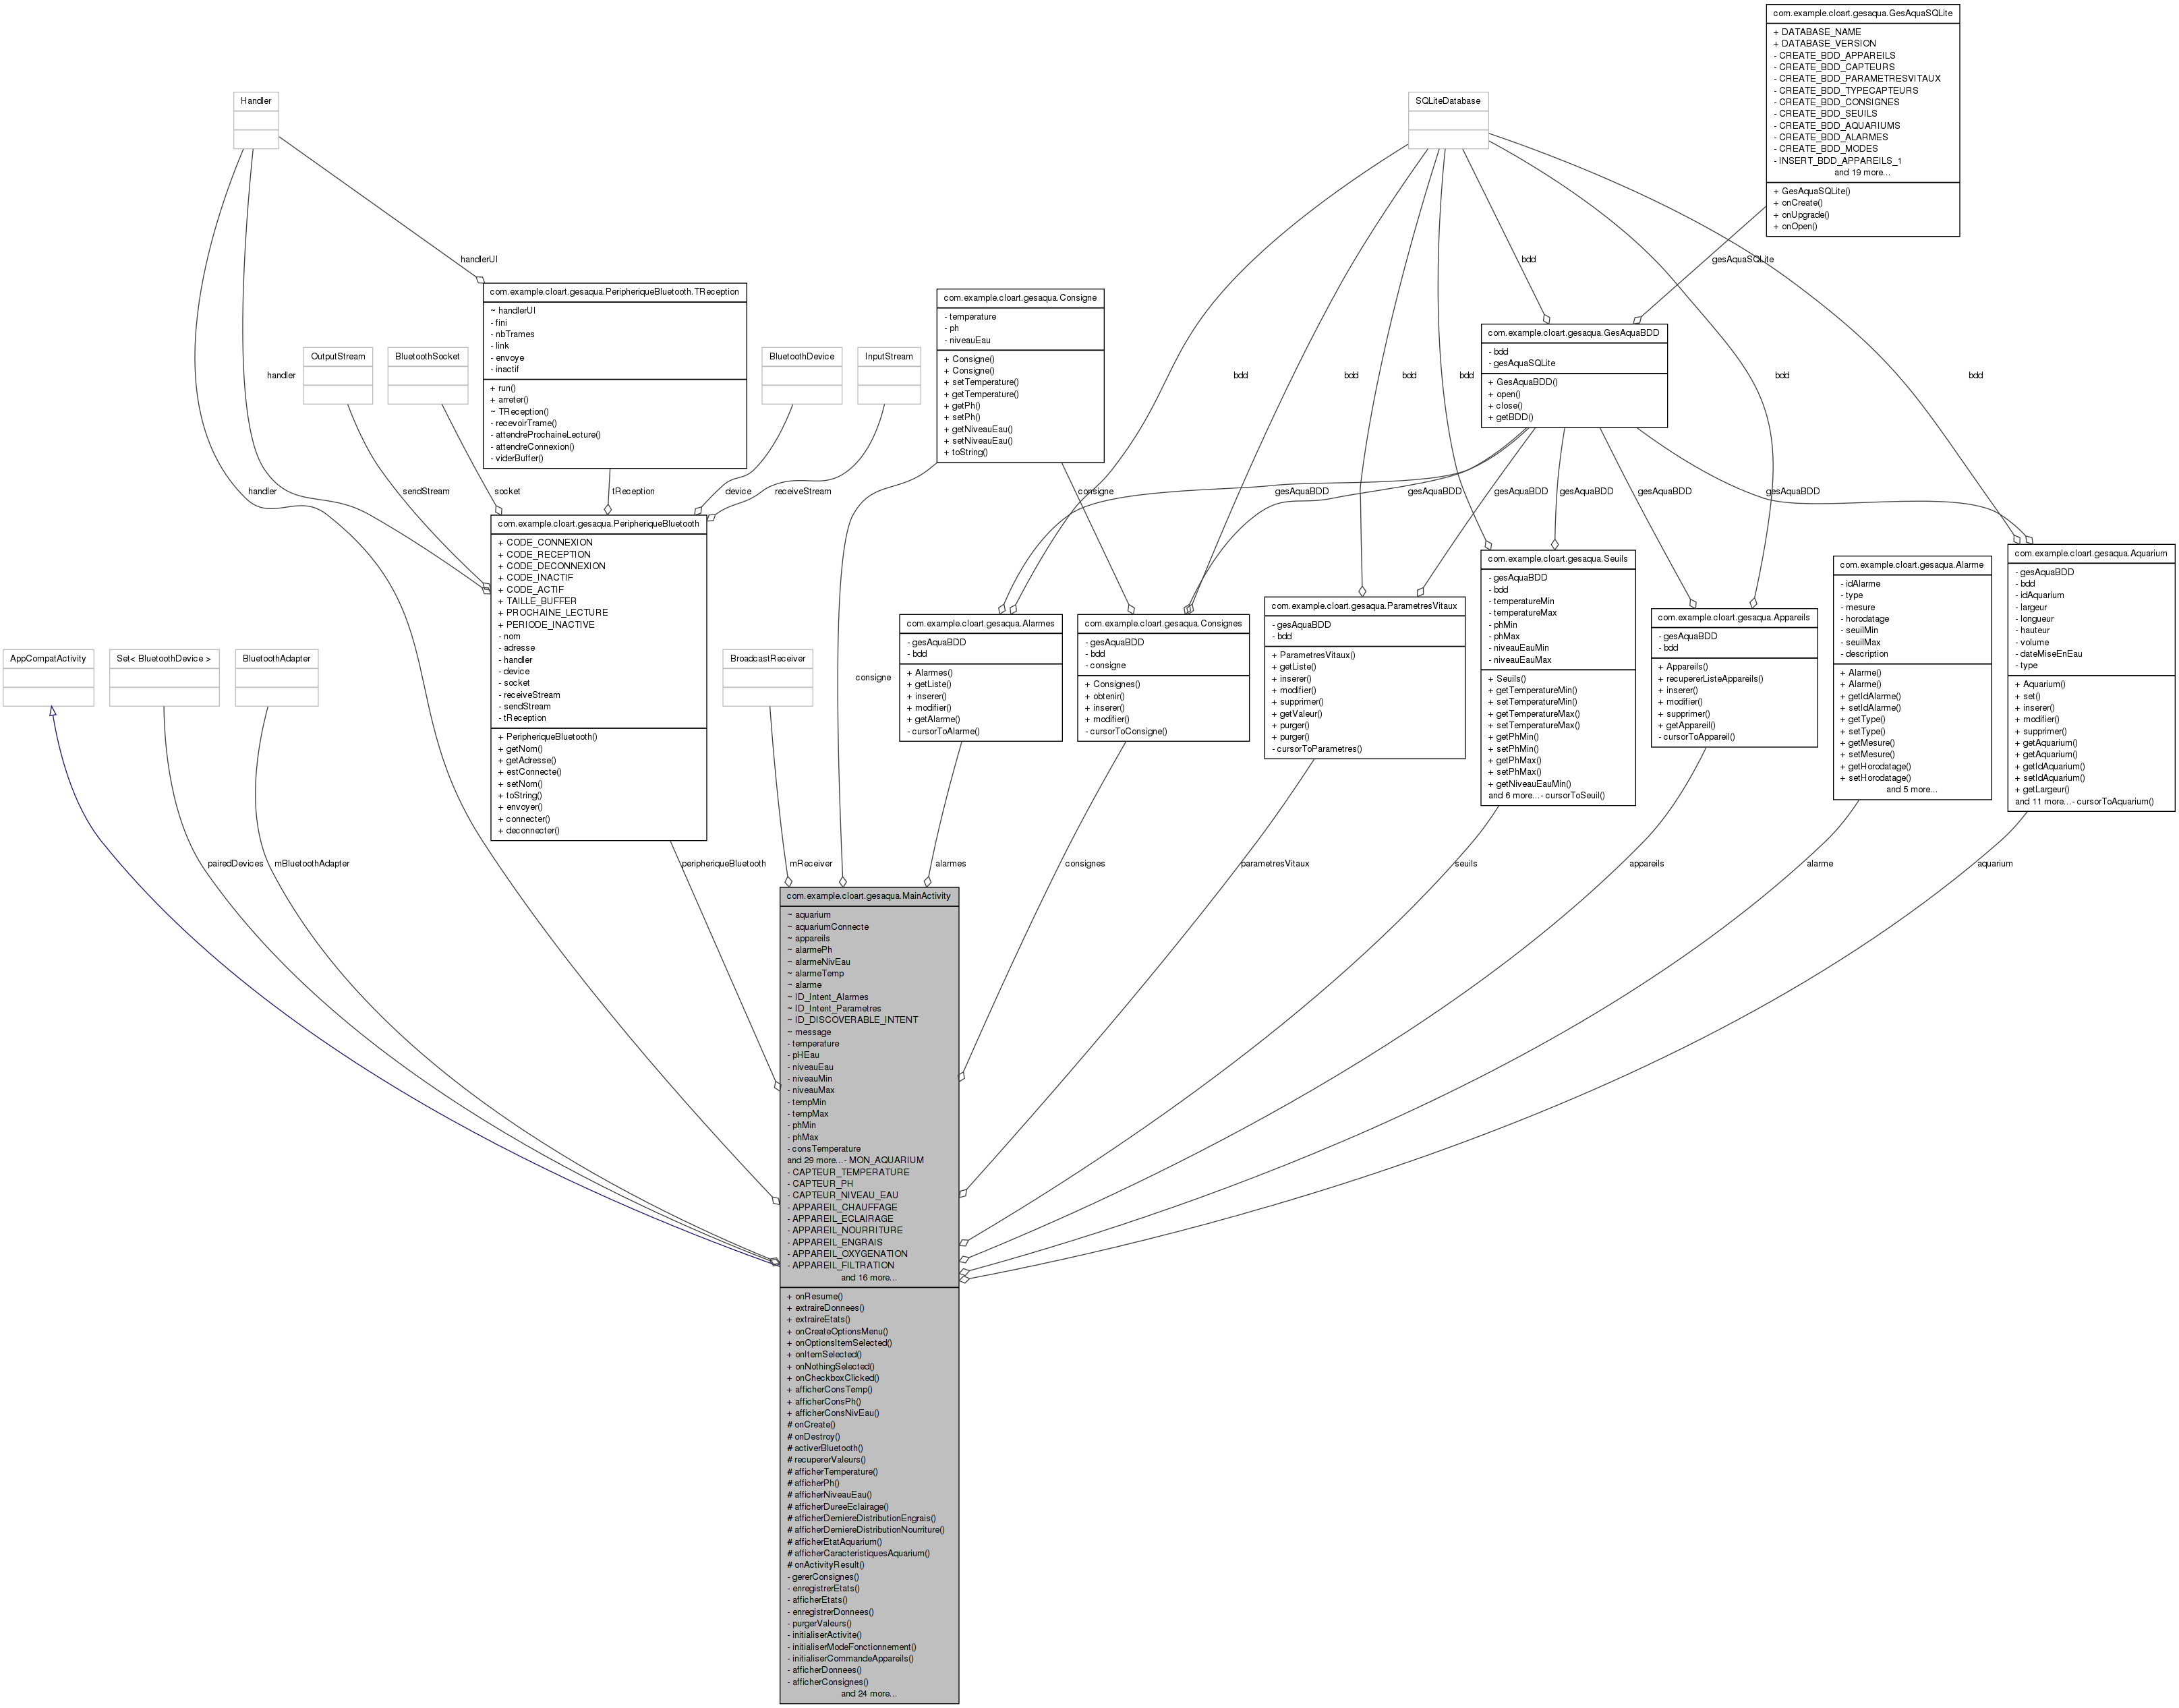 com.example.cloart.gesaqua.GesAquaSQLite
+ DATABASE_NAME
+ DATABASE_VERSION
- CREATE_BDD_APPAREILS
- CREATE_BDD_CAPTEURS
- CREATE_BDD_PARAMETRESVITAUX
- CREATE_BDD_TYPECAPTEURS
- CREATE_BDD_CONSIGNES
- CREATE_BDD_SEUILS
- CREATE_BDD_AQUARIUMS
- CREATE_BDD_ALARMES
- CREATE_BDD_MODES
- INSERT_BDD_APPAREILS_1
and 19 more...
+ GesAquaSQLite()
+ onCreate()
+ onUpgrade()
+ onOpen()
Handler
SQLiteDatabase
handlerUI
bdd
gesAquaSQLite
com.example.cloart.gesaqua.PeripheriqueBluetooth.TReception
~ handlerUI
- fini
- nbTrames
- link
- envoye
- inactif
+ run()
+ arreter()
~ TReception()
- recevoirTrame()
- attendreProchaineLecture()
- attendreConnexion()
- viderBuffer()
com.example.cloart.gesaqua.Consigne
- temperature
- ph
- niveauEau
+ Consigne()
+ Consigne()
+ setTemperature()
+ getTemperature()
+ getPh()
+ setPh()
+ getNiveauEau()
+ setNiveauEau()
+ toString()
com.example.cloart.gesaqua.GesAquaBDD
- bdd
- gesAquaSQLite
+ GesAquaBDD()
+ open()
+ close()
+ getBDD()
OutputStream
BluetoothSocket
BluetoothDevice
InputStream
handler
bdd
bdd
bdd
bdd
bdd
bdd
handler
sendStream
socket
tReception
device
receiveStream
consigne
gesAquaBDD
gesAquaBDD
gesAquaBDD
gesAquaBDD
gesAquaBDD
gesAquaBDD
com.example.cloart.gesaqua.PeripheriqueBluetooth
+ CODE_CONNEXION
+ CODE_RECEPTION
+ CODE_DECONNEXION
+ CODE_INACTIF
+ CODE_ACTIF
+ TAILLE_BUFFER
+ PROCHAINE_LECTURE
+ PERIODE_INACTIVE
- nom
- adresse
- handler
- device
- socket
- receiveStream
- sendStream
- tReception
+ PeripheriqueBluetooth()
+ getNom()
+ getAdresse()
+ estConnecte()
+ setNom()
+ toString()
+ envoyer()
+ connecter()
+ deconnecter()
com.example.cloart.gesaqua.Alarmes
- gesAquaBDD
- bdd
+ Alarmes()
+ getListe()
+ inserer()
+ modifier()
+ getAlarme()
- cursorToAlarme()
com.example.cloart.gesaqua.Consignes
- gesAquaBDD
- bdd
- consigne
+ Consignes()
+ obtenir()
+ inserer()
+ modifier()
- cursorToConsigne()
com.example.cloart.gesaqua.ParametresVitaux
- gesAquaBDD
- bdd
+ ParametresVitaux()
+ getListe()
+ inserer()
+ modifier()
+ supprimer()
+ getValeur()
+ purger()
+ purger()
- cursorToParametres()
com.example.cloart.gesaqua.Seuils
- gesAquaBDD
- bdd
- temperatureMin
- temperatureMax
- phMin
- phMax
- niveauEauMin
- niveauEauMax
+ Seuils()
+ getTemperatureMin()
+ setTemperatureMin()
+ getTemperatureMax()
+ setTemperatureMax()
+ getPhMin()
+ setPhMin()
+ getPhMax()
+ setPhMax()
+ getNiveauEauMin()
and 6 more...- cursorToSeuil()
com.example.cloart.gesaqua.Appareils
- gesAquaBDD
- bdd
+ Appareils()
+ recupererListeAppareils()
+ inserer()
+ modifier()
+ supprimer()
+ getAppareil()
- cursorToAppareil()
com.example.cloart.gesaqua.Alarme
- idAlarme
- type
- mesure
- horodatage
- seuilMin
- seuilMax
- description
+ Alarme()
+ Alarme()
+ getIdAlarme()
+ setIdAlarme()
+ getType()
+ setType()
+ getMesure()
+ setMesure()
+ getHorodatage()
+ setHorodatage()
and 5 more...
com.example.cloart.gesaqua.Aquarium
- gesAquaBDD
- bdd
- idAquarium
- largeur
- longueur
- hauteur
- volume
- dateMiseEnEau
- type
+ Aquarium()
+ set()
+ inserer()
+ modifier()
+ supprimer()
+ getAquarium()
+ getAquarium()
+ getIdAquarium()
+ setIdAquarium()
+ getLargeur()
and 11 more...- cursorToAquarium()
AppCompatActivity
Set< BluetoothDevice >
BluetoothAdapter
BroadcastReceiver
consigne
pairedDevices
mBluetoothAdapter
peripheriqueBluetooth
mReceiver
alarmes
consignes
parametresVitaux
seuils
appareils
alarme
aquarium
com.example.cloart.gesaqua.MainActivity
~ aquarium
~ aquariumConnecte
~ appareils
~ alarmePh
~ alarmeNivEau
~ alarmeTemp
~ alarme
~ ID_Intent_Alarmes
~ ID_Intent_Parametres
~ ID_DISCOVERABLE_INTENT
~ message
- temperature
- pHEau
- niveauEau
- niveauMin
- niveauMax
- tempMin
- tempMax
- phMin
- phMax
- consTemperature
and 29 more...- MON_AQUARIUM
- CAPTEUR_TEMPERATURE
- CAPTEUR_PH
- CAPTEUR_NIVEAU_EAU
- APPAREIL_CHAUFFAGE
- APPAREIL_ECLAIRAGE
- APPAREIL_NOURRITURE
- APPAREIL_ENGRAIS
- APPAREIL_OXYGENATION
- APPAREIL_FILTRATION
and 16 more...
+ onResume()
+ extraireDonnees()
+ extraireEtats()
+ onCreateOptionsMenu()
+ onOptionsItemSelected()
+ onItemSelected()
+ onNothingSelected()
+ onCheckboxClicked()
+ afficherConsTemp()
+ afficherConsPh()
+ afficherConsNivEau()
# onCreate()
# onDestroy()
# activerBluetooth()
# recupererValeurs()
# afficherTemperature()
# afficherPh()
# afficherNiveauEau()
# afficherDureeEclairage()
# afficherDerniereDistributionEngrais()
# afficherDerniereDistributionNourriture()
# afficherEtatAquarium()
# afficherCaracteristiquesAquarium()
# onActivityResult()
- gererConsignes()
- enregistrerEtats()
- afficherEtats()
- enregistrerDonnees()
- purgerValeurs()
- initialiserActivite()
- initialiserModeFonctionnement()
- initialiserCommandeAppareils()
- afficherDonnees()
- afficherConsignes()
and 24 more...